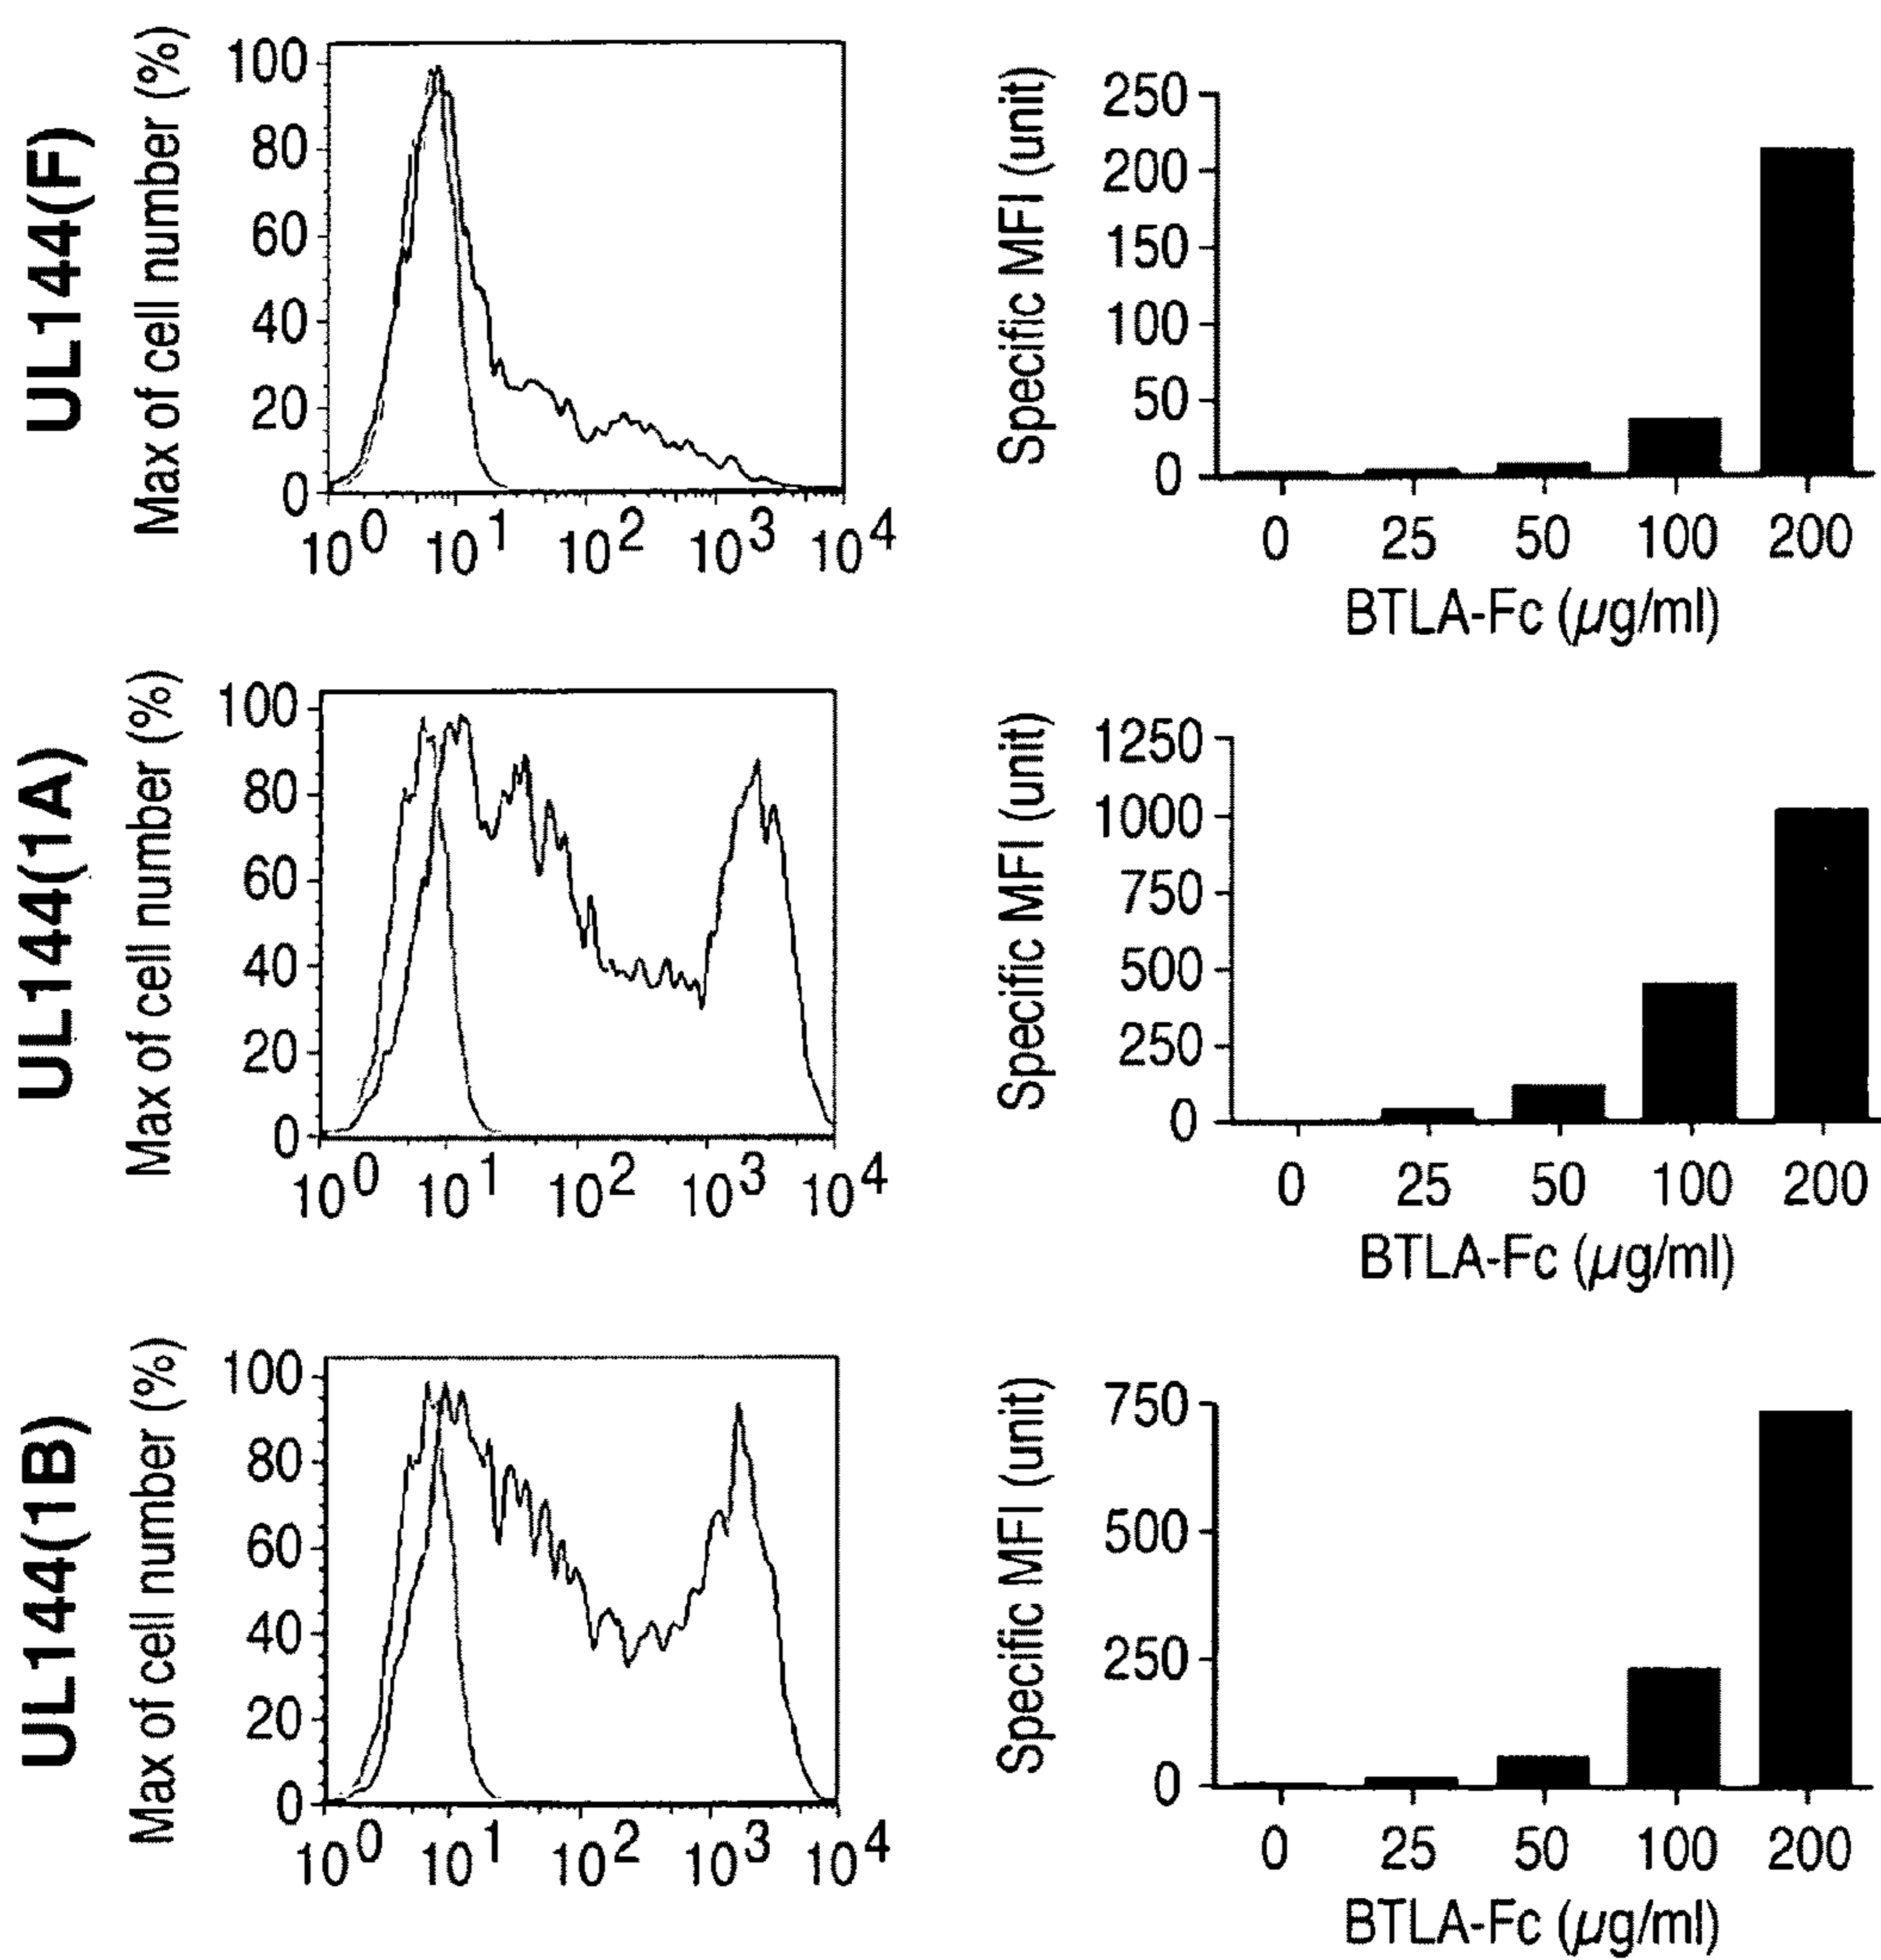 UL144(F)
Max of cell number (%)
100
80
60
40
20
0
10^0 10^1 10^2 10^3 10^4
Specific MFI (unit)
250
200
150
100
50
0
0 25 50 100 200
BTLA-Fc (µg/ml)
UL144(1A)
Max of cell number (%)
100
80
60
40
20
0
10^0 10^1 10^2 10^3 10^4
Specific MFI (unit)
1250
1000
750
500
250
0
0 25 50 100 200
BTLA-Fc (µg/ml)
UL144(1B)
Max of cell number (%)
100
80
60
40
20
0
10^0 10^1 10^2 10^3 10^4
Specific MFI (unit)
750
500
250
0
0 25 50 100 200
BTLA-Fc (µg/ml)